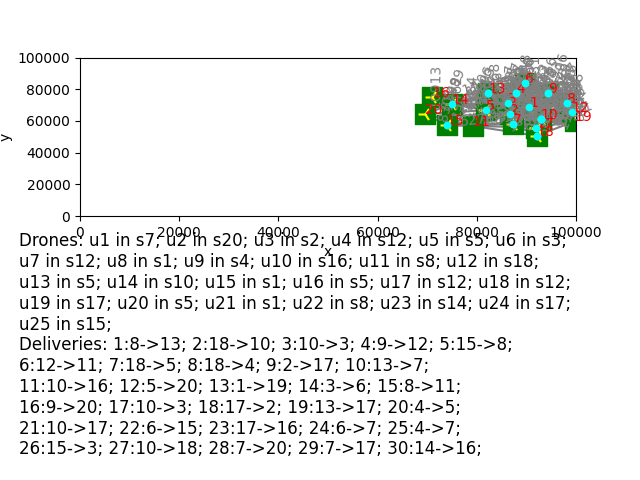 100000
80000
60000
40000
20000
0
y
0 20000 40000 60000 80000 100000
x
Drones: u1 in s7; u2 in s20; u3 in s2; u4 in s12; u5 in s5; u6 in s3;
u7 in s12; u8 in s1; u9 in s4; u10 in s16; u11 in s8; u12 in s18;
u13 in s5; u14 in s10; u15 in s1; u16 in s5; u17 in s12; u18 in s12;
u19 in s17; u20 in s5; u21 in s1; u22 in s8; u23 in s14; u24 in s17;
u25 in s15;
Deliveries: 1:8->13; 2:18->10; 3:10->3; 4:9->12; 5:15->8;
6:12->11; 7:18->5; 8:18->4; 9:2->17; 10:13->7;
11:10->16; 12:5->20; 13:1->19; 14:3->6; 15:8->11;
16:9->20; 17:10->3; 18:17->2; 19:13->17; 20:4->5;
21:10->17; 22:6->15; 23:17->16; 24:6->7; 25:4->7;
26:15->3; 27:10->18; 28:7->20; 29:7->17; 30:14->16;